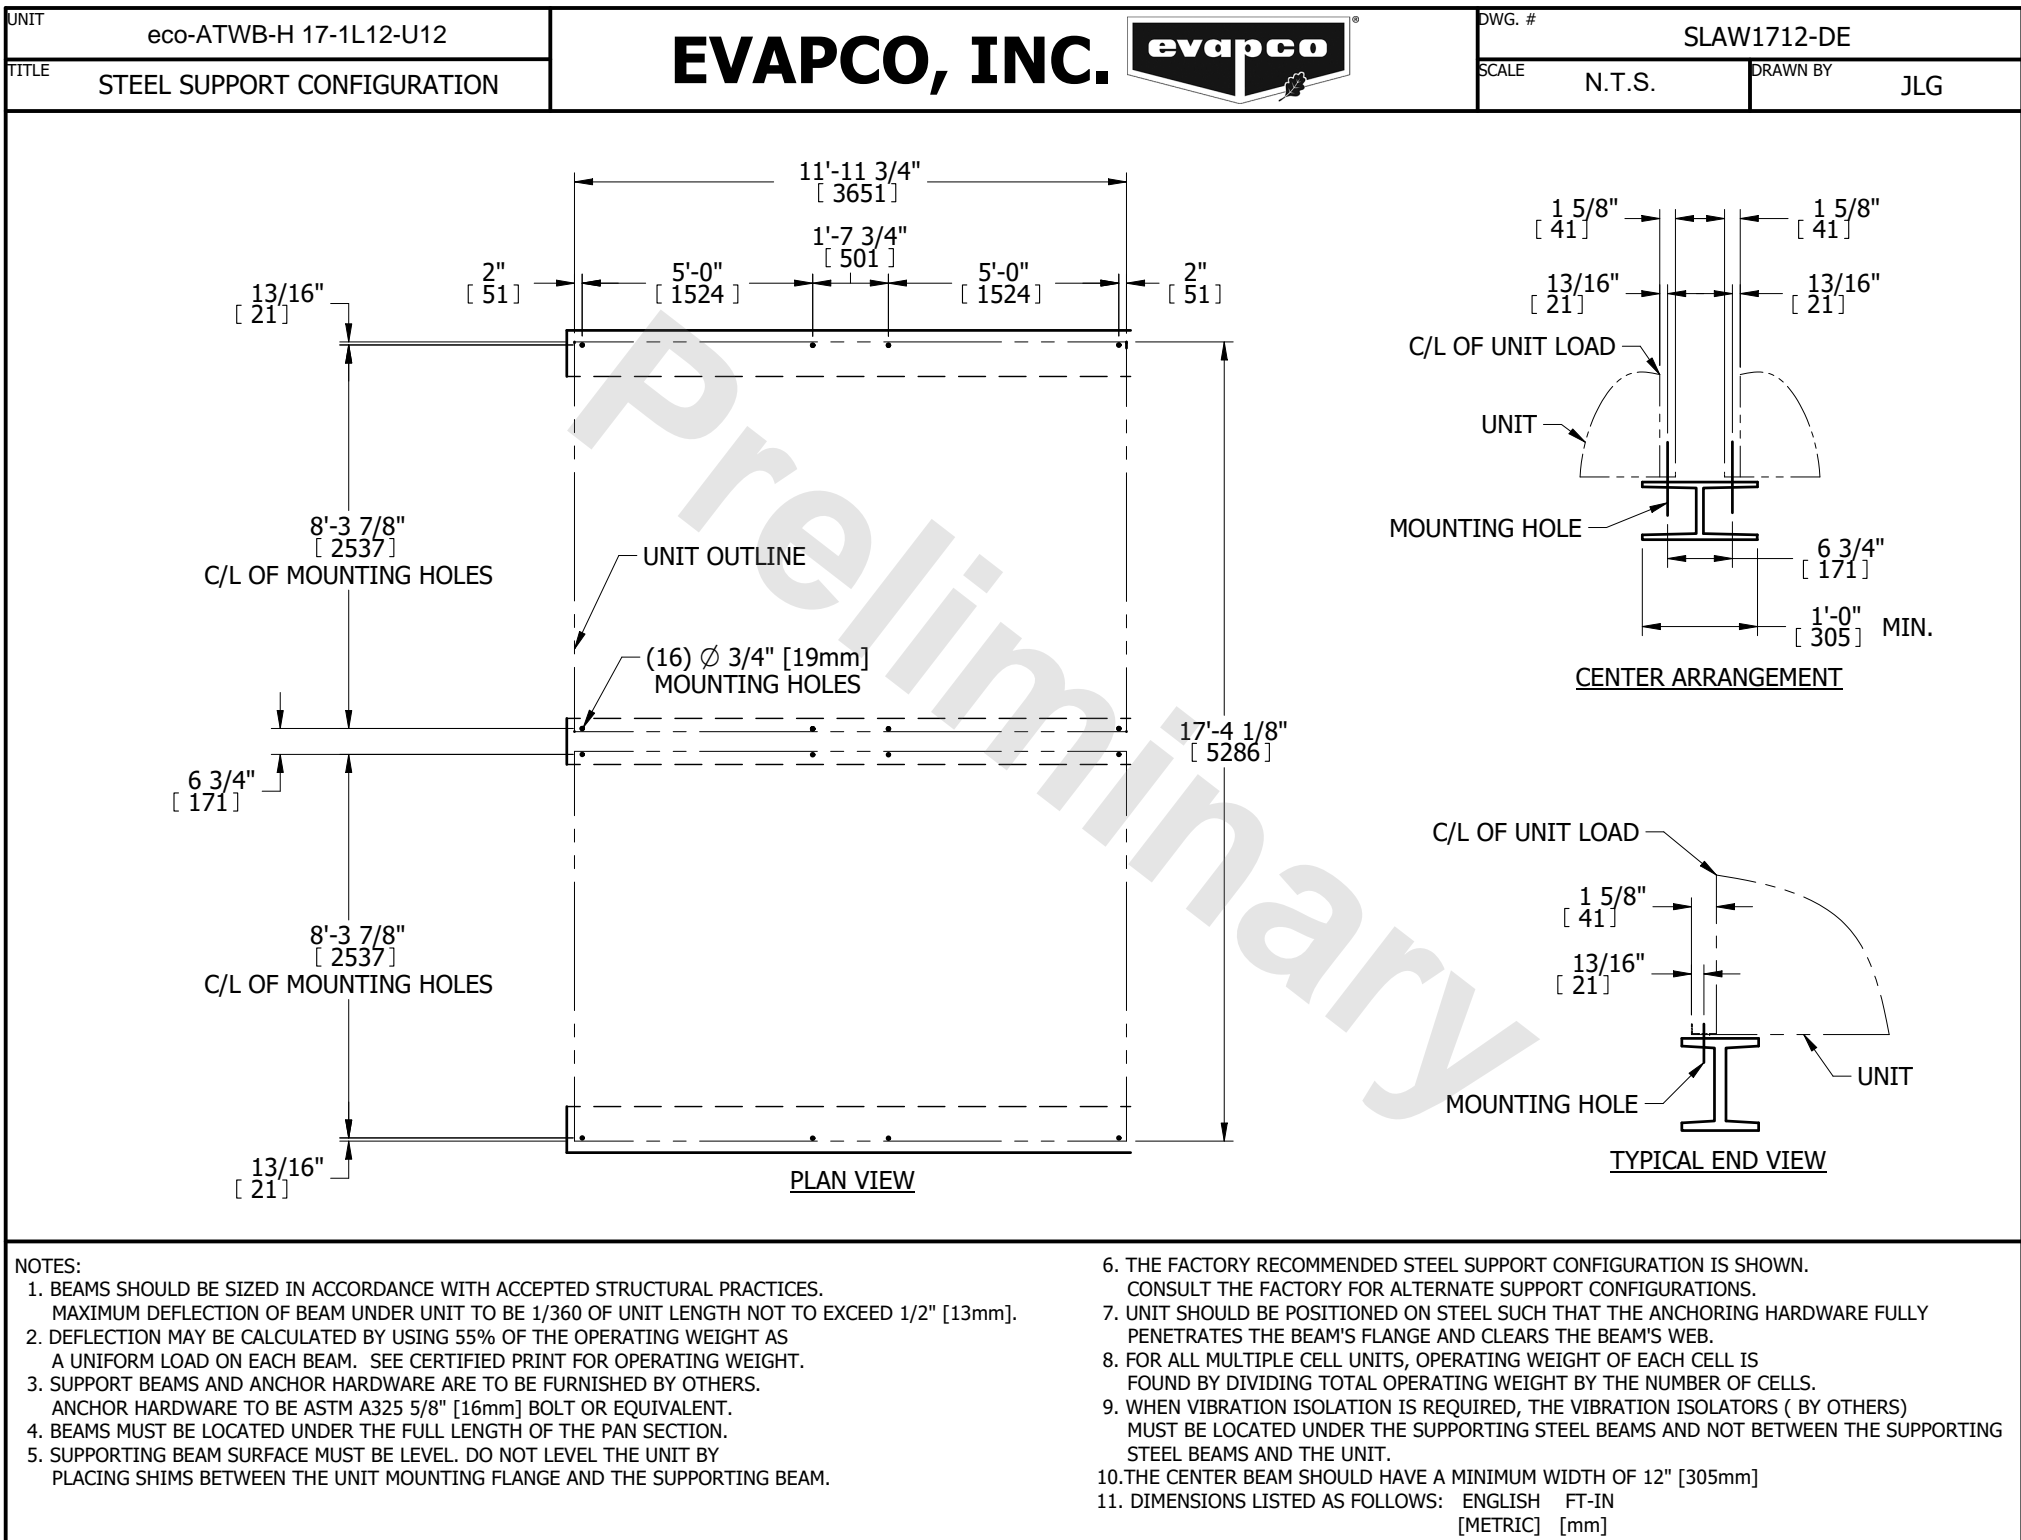 UNIT
eco-ATWB-H 17-1L12-U12
TITLE
STEEL SUPPORT CONFIGURATION
EVAPCO, INC.
evapco®
DWG. #
SLAW1712-DE
SCALE
N.T.S.
DRAWN BY
JLG
11'-11 3/4"
[ 3651]
1'-7 3/4"
[ 501 ]
2"
[ 51]
5'-0"
[ 1524 ]
5'-0"
[ 1524]
2"
[ 51]
13/16"
[ 21]
8'-3 7/8"
[ 2537]
C/L OF MOUNTING HOLES
UNIT OUTLINE
(16) Ø 3/4" [19mm]
MOUNTING HOLES
6 3/4"
[ 171]
17'-4 1/8"
[ 5286]
8'-3 7/8"
[ 2537]
C/L OF MOUNTING HOLES
13/16"
[ 21]
PLAN VIEW
Preliminary
1 5/8"
[ 41]
1 5/8"
[ 41]
13/16"
[ 21]
13/16"
[ 21]
C/L OF UNIT LOAD
UNIT
MOUNTING HOLE
6 3/4"
[ 171]
1'-0"
[ 305] MIN.
CENTER ARRANGEMENT
C/L OF UNIT LOAD
1 5/8"
[ 41]
13/16"
[ 21]
UNIT
MOUNTING HOLE
TYPICAL END VIEW
NOTES:
1. BEAMS SHOULD BE SIZED IN ACCORDANCE WITH ACCEPTED STRUCTURAL PRACTICES.
MAXIMUM DEFLECTION OF BEAM UNDER UNIT TO BE 1/360 OF UNIT LENGTH NOT TO EXCEED 1/2" [13mm].
2. DEFLECTION MAY BE CALCULATED BY USING 55% OF THE OPERATING WEIGHT AS
A UNIFORM LOAD ON EACH BEAM. SEE CERTIFIED PRINT FOR OPERATING WEIGHT.
3. SUPPORT BEAMS AND ANCHOR HARDWARE ARE TO BE FURNISHED BY OTHERS.
ANCHOR HARDWARE TO BE ASTM A325 5/8" [16mm] BOLT OR EQUIVALENT.
4. BEAMS MUST BE LOCATED UNDER THE FULL LENGTH OF THE PAN SECTION.
5. SUPPORTING BEAM SURFACE MUST BE LEVEL. DO NOT LEVEL THE UNIT BY
PLACING SHIMS BETWEEN THE UNIT MOUNTING FLANGE AND THE SUPPORTING BEAM.
6. THE FACTORY RECOMMENDED STEEL SUPPORT CONFIGURATION IS SHOWN.
CONSULT THE FACTORY FOR ALTERNATE SUPPORT CONFIGURATIONS.
7. UNIT SHOULD BE POSITIONED ON STEEL SUCH THAT THE ANCHORING HARDWARE FULLY
PENETRATES THE BEAM'S FLANGE AND CLEARS THE BEAM'S WEB.
8. FOR ALL MULTIPLE CELL UNITS, OPERATING WEIGHT OF EACH CELL IS
FOUND BY DIVIDING TOTAL OPERATING WEIGHT BY THE NUMBER OF CELLS.
9. WHEN VIBRATION ISOLATION IS REQUIRED, THE VIBRATION ISOLATORS ( BY OTHERS)
MUST BE LOCATED UNDER THE SUPPORTING STEEL BEAMS AND NOT BETWEEN THE SUPPORTING
STEEL BEAMS AND THE UNIT.
10.THE CENTER BEAM SHOULD HAVE A MINIMUM WIDTH OF 12" [305mm]
11. DIMENSIONS LISTED AS FOLLOWS: ENGLISH FT-IN
[METRIC] [mm]